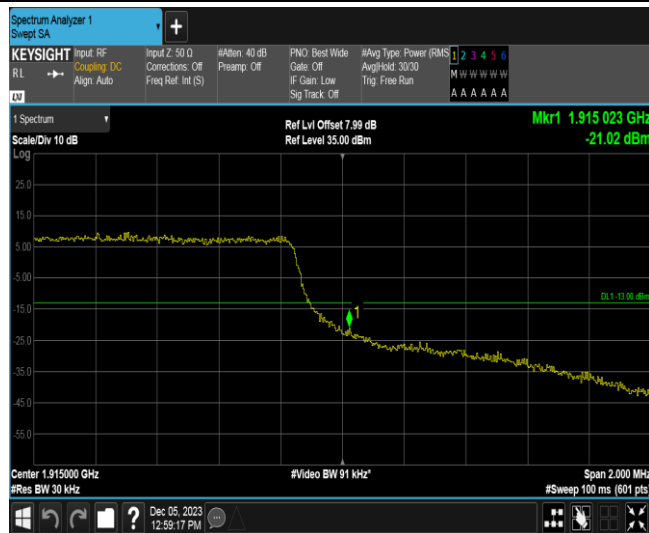 Spectrum Analyzer 1
Swept SA
+
KEYSIGHT
RL
LXI
Input: RF
Coupling: DC
Align: Auto
Input Z: 50 Ω
Corrections: Off
Freq Ref: Int (S)
#Atten: 40 dB
Preamp: Off
PNO: Best Wide
Gate: Off
IF Gain: Low
Sig Track: Off
#Avg Type: Power (RMS
Avg|Hold: 30/30
Trig: Free Run
1 2 3 4 5 6
M W W W W W
A A A A A A
1 Spectrum
Scale/Div 10 dB
Ref Lvl Offset 7.99 dB
Ref Level 35.00 dBm
Mkr1 1.915 023 GHz
-21.02 dBm
Log
25.0
15.0
5.00
-5.00
DL1 -13.00 dBm
-15.0
1
-25.0
-35.0
-45.0
-55.0
Center 1.915000 GHz
#Video BW 91 kHz*
Span 2.000 MHz
#Res BW 30 kHz
#Sweep 100 ms (601 pts)
?
Dec 05, 2023
12:59:17 PM